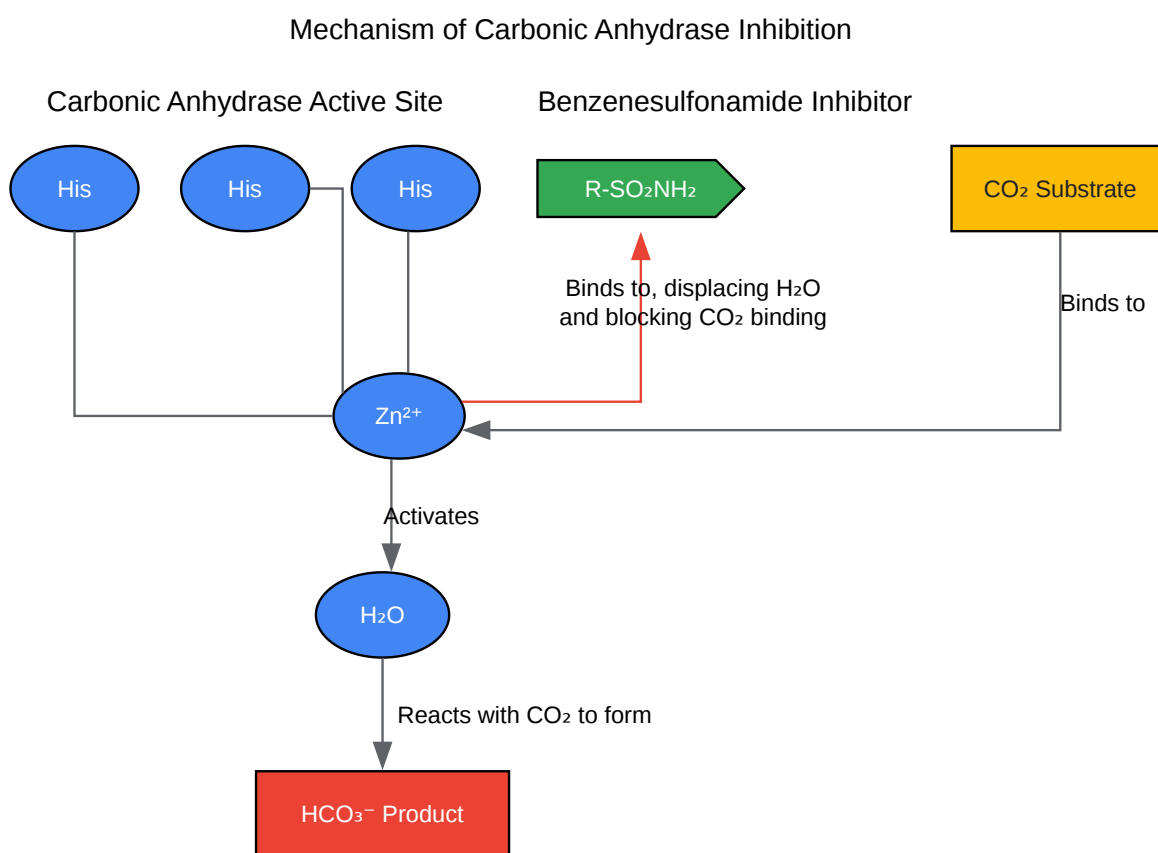 Mechanism of Carbonic Anhydrase Inhibition
Carbonic Anhydrase Active Site
Benzenesulfonamide Inhibitor
His
His
His
R-SO₂NH₂
CO₂ Substrate
Binds to, displacing H₂O
and blocking CO₂ binding
Binds to
Zn²⁺
Activates
H₂O
Reacts with CO₂ to form
HCO₃⁻ Product